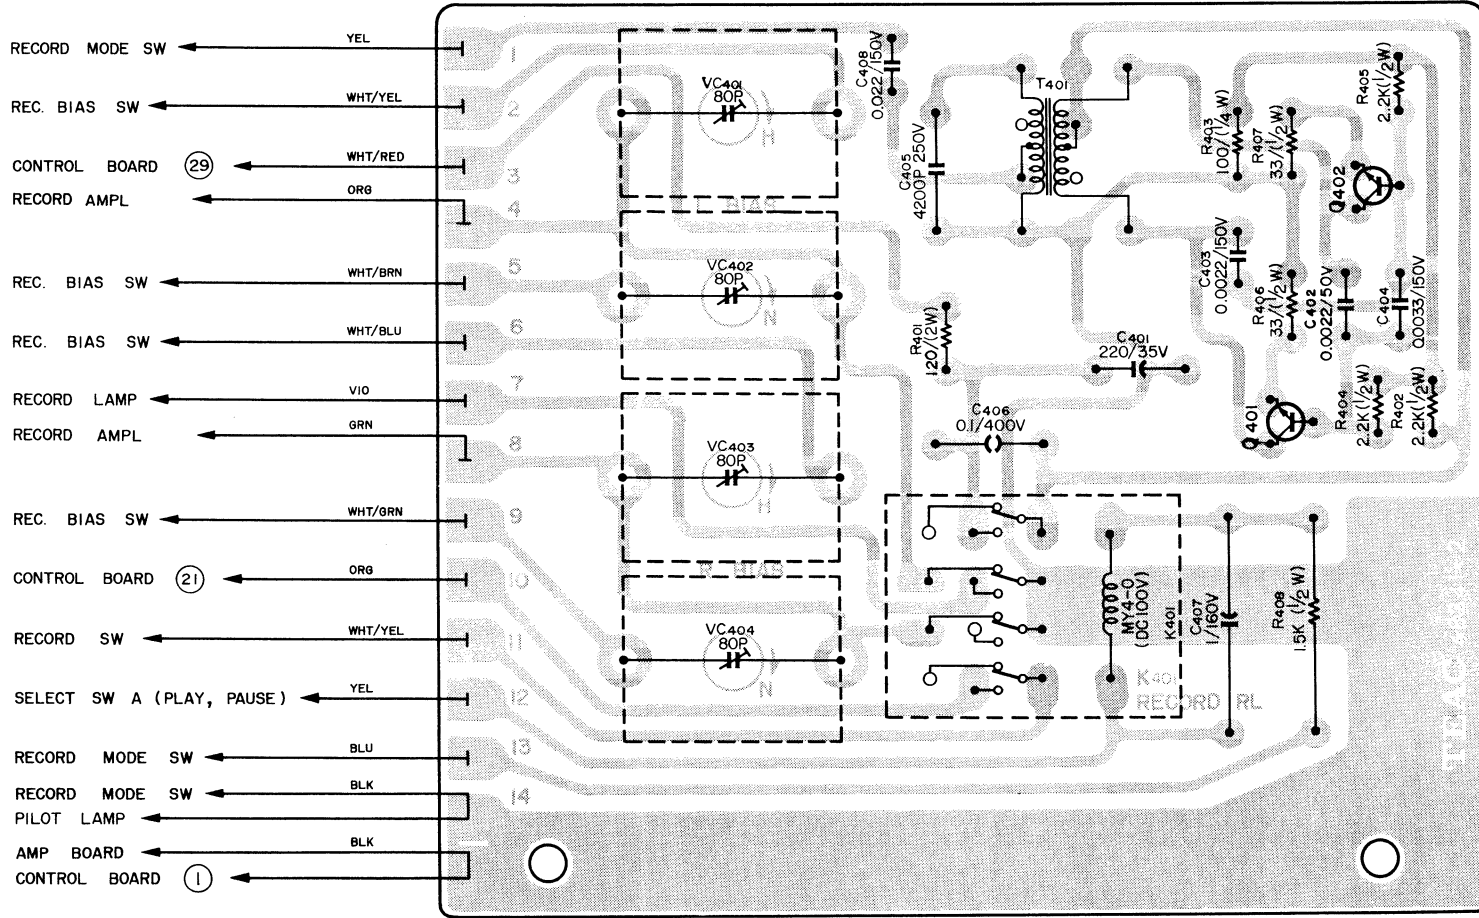 RECORD MODE SW YEL
1
REC. BIAS SW WHT/YEL
2
CONTROL BOARD 29 WHT/RED
3
RECORD AMPL ORG
4
REC. BIAS SW WHT/BRN
5
REC. BIAS SW WHT/BLU
6
RECORD LAMP VIO
7
RECORD AMPL GRN
8
REC. BIAS SW WHT/GRN
9
CONTROL BOARD 21 ORG
10
RECORD SW WHT/YEL
11
SELECT SW A (PLAY, PAUSE) YEL
12
RECORD MODE SW BLU
13
RECORD MODE SW BLK
14
PILOT LAMP
AMP BOARD BLK
CONTROL BOARD 1
VC401
80P
H
L BIAS
VC402
80P
N
VC403
80P
H
R BIAS
VC404
80P
N
C408
0.022/150V
C405
4200P 250V
T401
R403
100/(1/4W)
R407
33/(1/2W)
R405
2.2K(1/2W)
Q402
C403
0.0022/150V
R406
33/(1/2W)
C402
0.0022/50V
C404
0.0033/150V
R401
120/(2W)
C401
220/35V
C406
0.1/400V
Q401
R404
2.2K(1/2W)
R402
2.2K(1/2W)
MY4-0
(DC100V)
K401
C407
1/160V
R408
1.5K (1/2W)
K401
RECORD RL